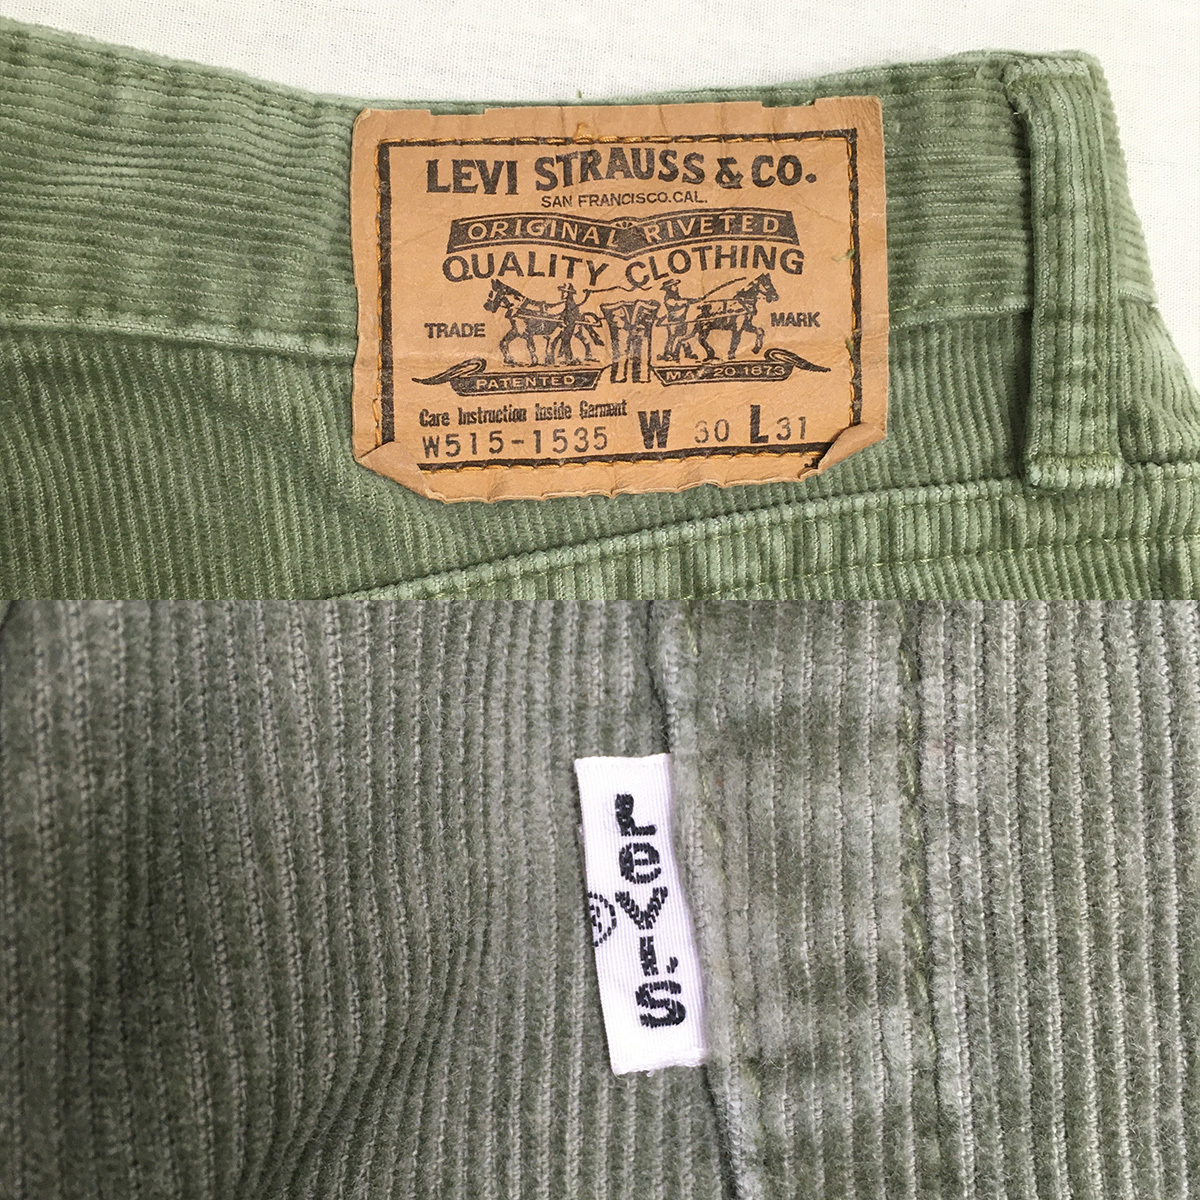 LEVI STRAUSS & CO.
SAN FRANCISCO.CAL.
ORIGINAL RIVETED
QUALITY CLOTHING
TRADE MARK
PATENTED MAY 20 1873
Care Instruction Inside Garment
W515-1535 W 30 L 31
Levi's
®